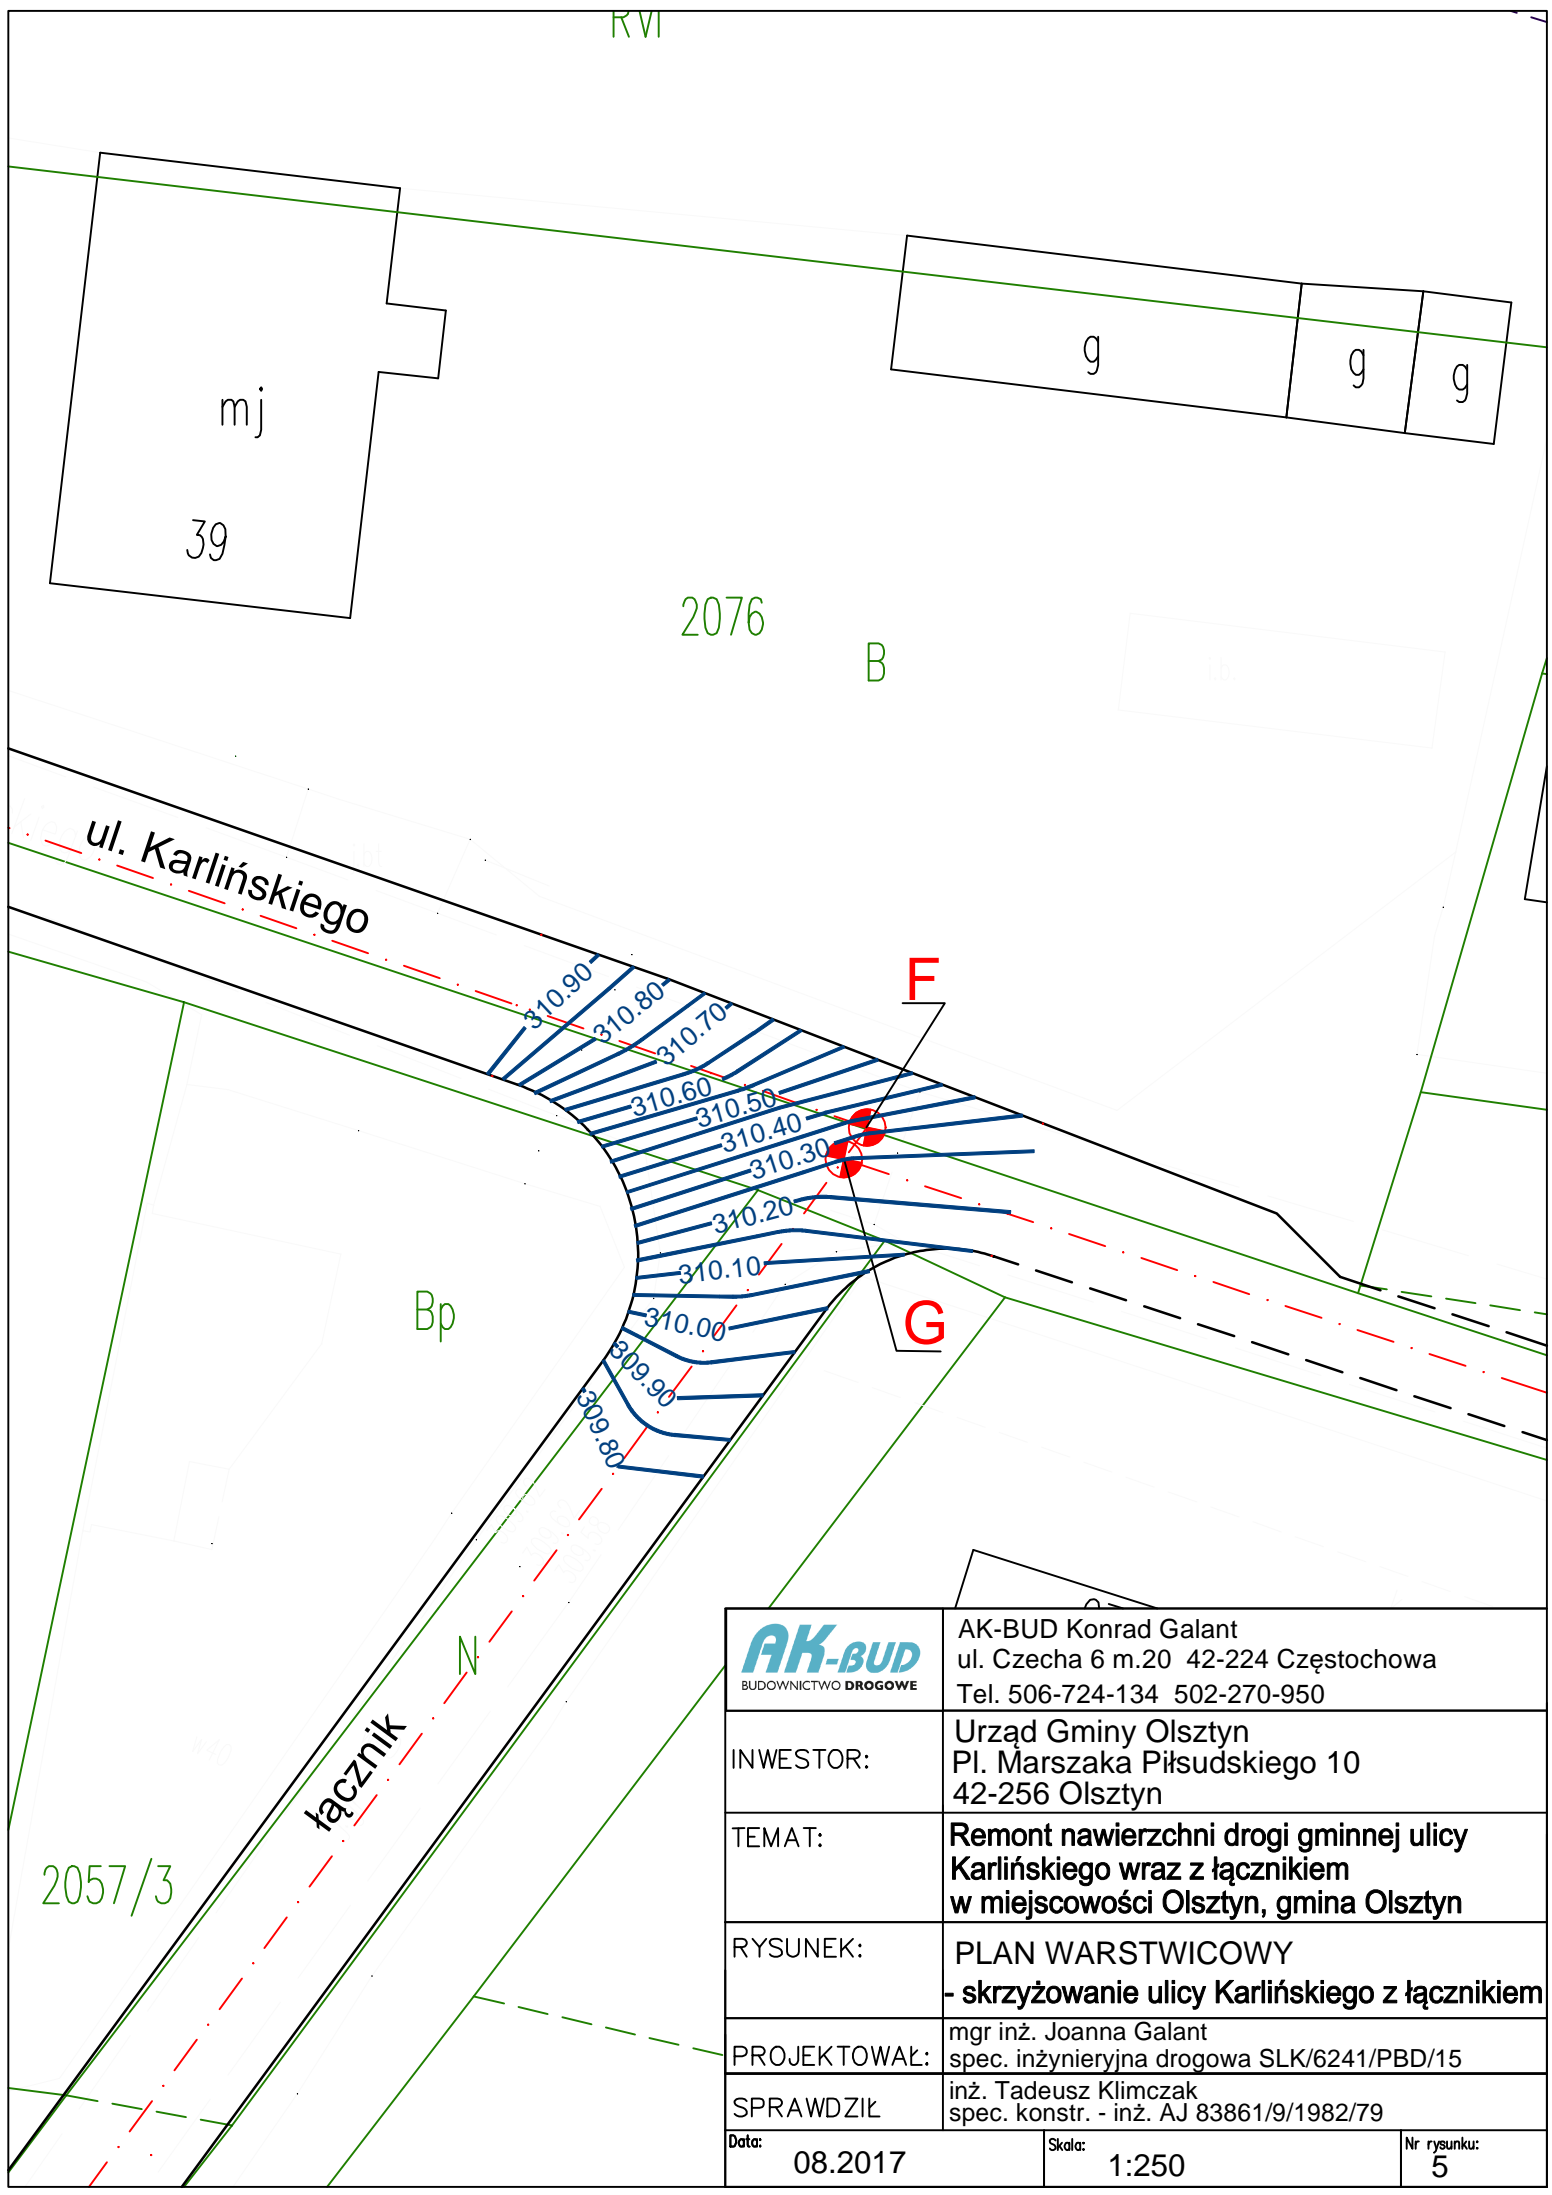 RVI
mj
39
g
g
g
2076
B
i.b.
ul. Karlińskiego
F
310.90
310.80
310.70
310.60
310.50
310.40
310.30
310.20
310.10
310.00
309.90
309.80
G
Bp
N
łącznik
2057/3
AK-BUD
BUDOWNICTWO DROGOWE
AK-BUD Konrad Galant
ul. Czecha 6 m.20 42-224 Częstochowa
Tel. 506-724-134 502-270-950
INWESTOR:
Urząd Gminy Olsztyn
Pl. Marszaka Piłsudskiego 10
42-256 Olsztyn
TEMAT:
Remont nawierzchni drogi gminnej ulicy
Karlińskiego wraz z łącznikiem
w miejscowości Olsztyn, gmina Olsztyn
RYSUNEK:
PLAN WARSTWICOWY
- skrzyżowanie ulicy Karlińskiego z łącznikiem
PROJEKTOWAŁ:
mgr inż. Joanna Galant
spec. inżynieryjna drogowa SLK/6241/PBD/15
SPRAWDZIŁ
inż. Tadeusz Klimczak
spec. konstr. - inż. AJ 83861/9/1982/79
Data:
08.2017
Skala:
1:250
Nr rysunku:
5